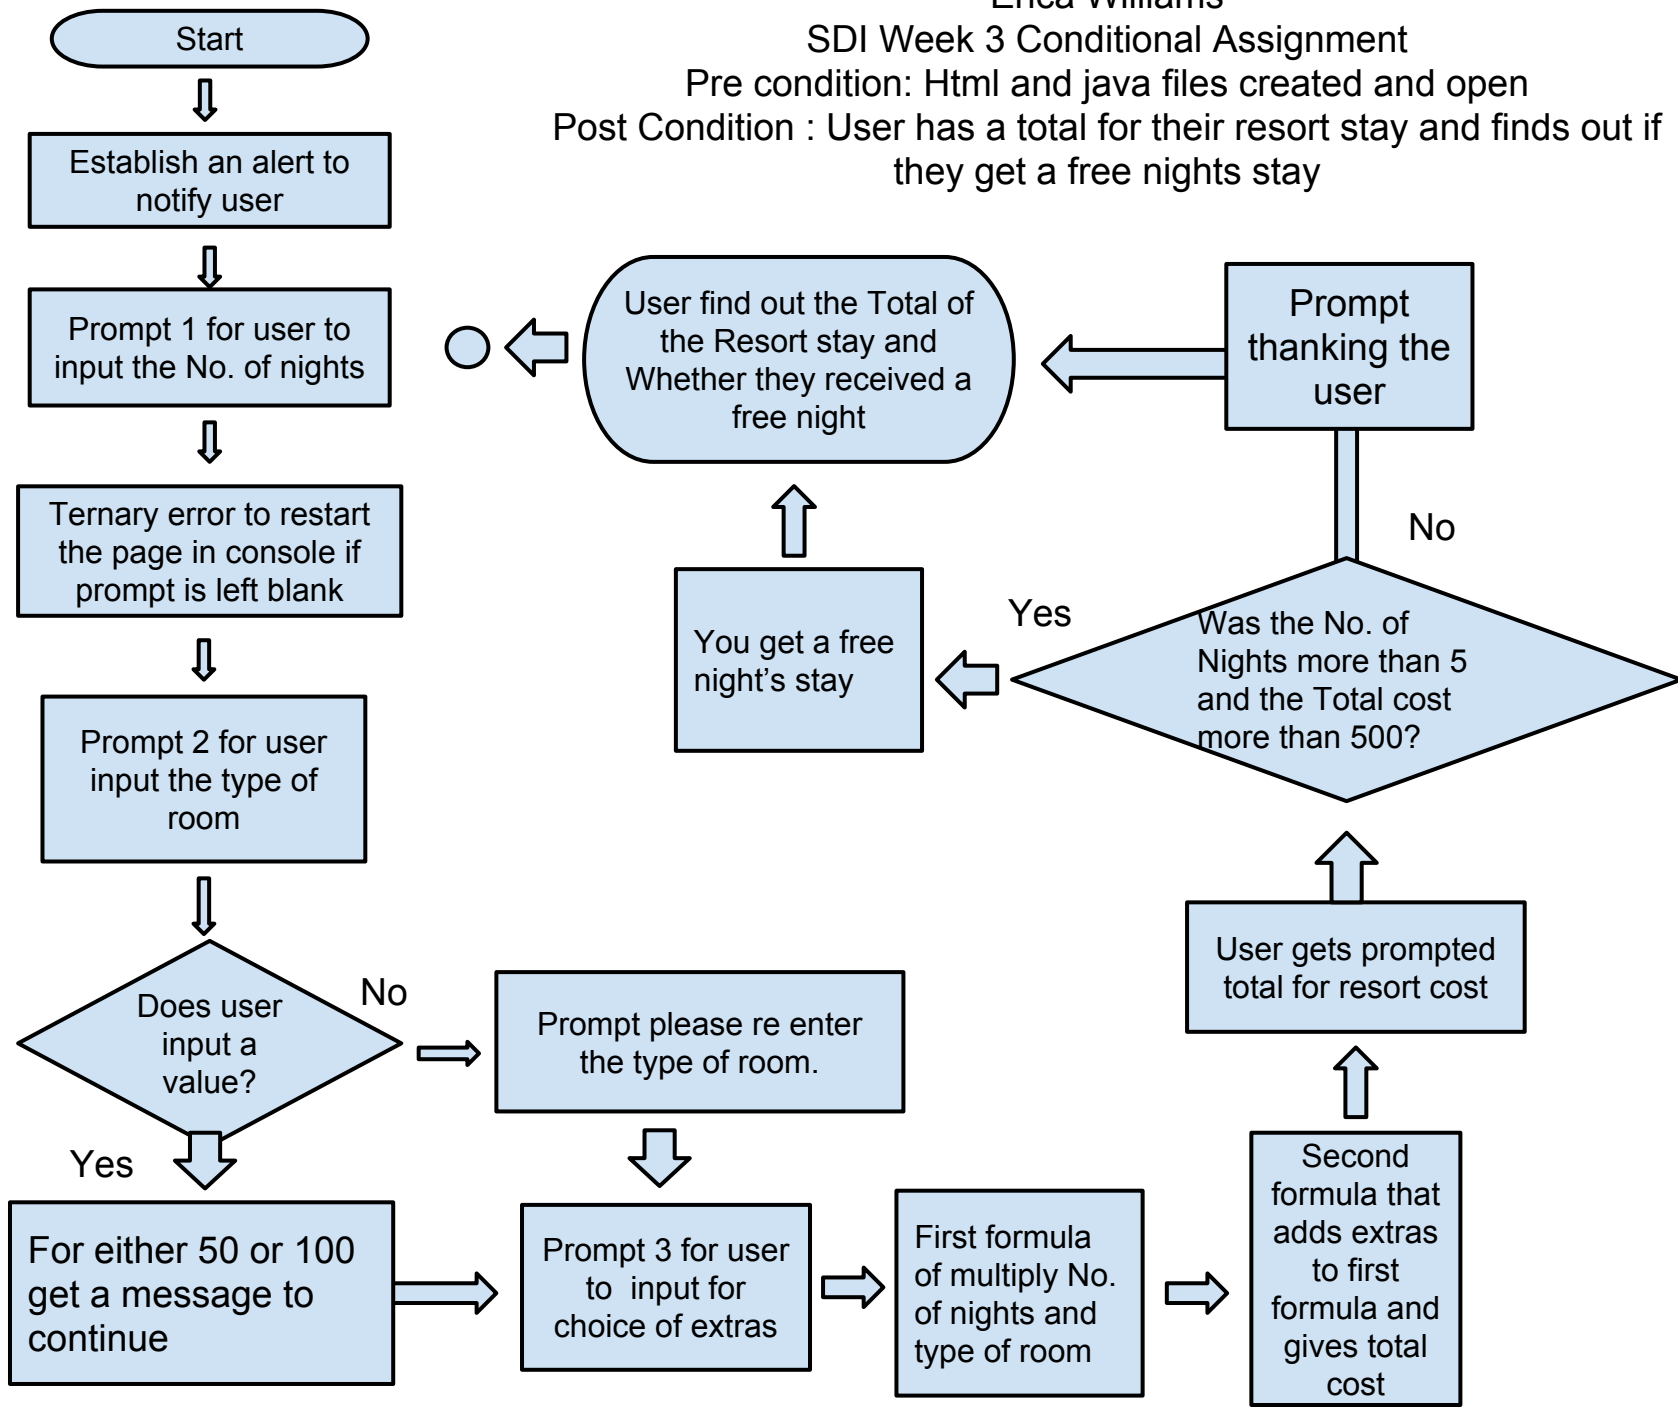 Erica Williams
SDI Week 3 Conditional Assignment
Pre condition: Html and java files created and open
Post Condition : User has a total for their resort stay and finds out if
they get a free nights stay
Start
Establish an alert to
notify user
Prompt 1 for user to
input the No. of nights
Ternary error to restart
the page in console if
prompt is left blank
Prompt 2 for user
input the type of
room
Does user
input a
value?
No
Prompt please re enter
the type of room.
Yes
For either 50 or 100
get a message to
continue
Prompt 3 for user
to input for
choice of extras
First formula
of multiply No.
of nights and
type of room
Second
formula that
adds extras
to first
formula and
gives total
cost
User gets prompted
total for resort cost
Was the No. of
Nights more than 5
and the Total cost
more than 500?
Yes
You get a free
night's stay
No
Prompt
thanking the
user
User find out the Total of
the Resort stay and
Whether they received a
free night